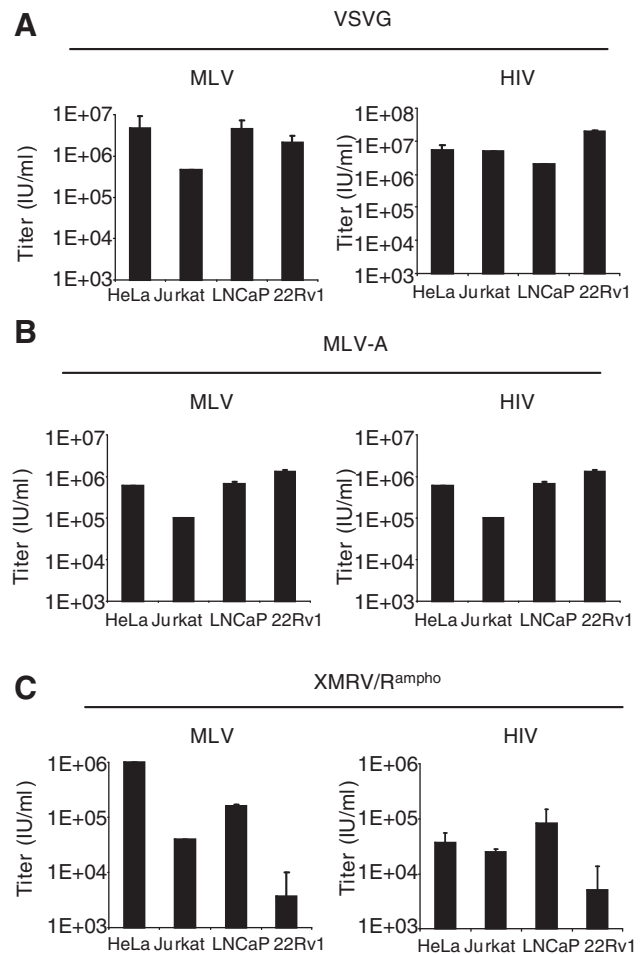 A
VSVG
MLV
HIV
Titer (IU/ml)
1E+07
1E+06
1E+05
1E+04
1E+03
HeLa Jurkat LNCaP 22Rv1
Titer (IU/ml)
1E+08
1E+07
1E+06
1E+05
1E+04
1E+03
HeLa Jurkat LNCaP 22Rv1
B
MLV-A
MLV
HIV
Titer (IU/ml)
1E+07
1E+06
1E+05
1E+04
1E+03
HeLa Jurkat LNCaP 22Rv1
Titer (IU/ml)
1E+07
1E+06
1E+05
1E+04
1E+03
HeLa Jurkat LNCaP 22Rv1
C
XMRV/Rampho
MLV
HIV
Titer (IU/ml)
1E+06
1E+05
1E+04
1E+03
HeLa Jurkat LNCaP 22Rv1
Titer (IU/ml)
1E+06
1E+05
1E+04
1E+03
HeLa Jurkat LNCaP 22Rv1